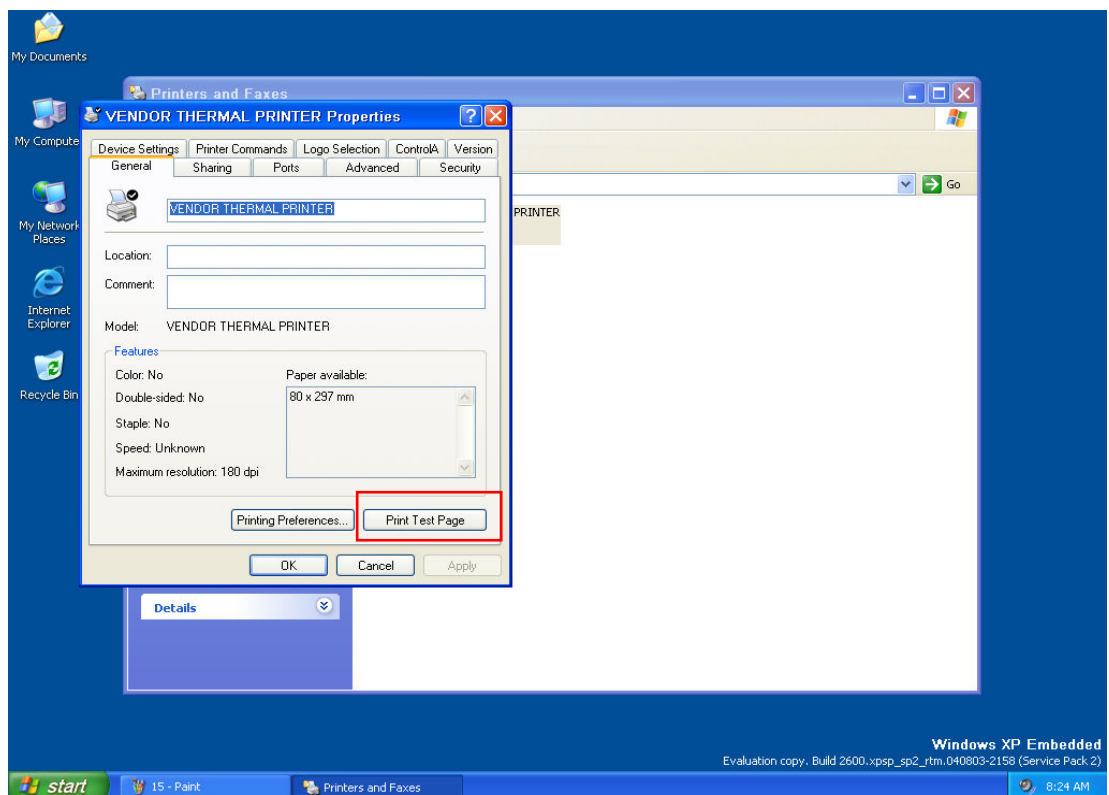 My Documents
My Compute
My Network
Places
Internet
Explorer
Recycle Bin
Printers and Faxes
VENDOR THERMAL PRINTER Properties
Device Settings Printer Commands Logo Selection ControlA Version
General Sharing Ports Advanced Security
VENDOR THERMAL PRINTER
Location:
Comment:
Model: VENDOR THERMAL PRINTER
Features
Color: No Paper available:
Double-sided: No 80 x 297 mm
Staple: No
Speed: Unknown
Maximum resolution: 180 dpi
Printing Preferences... Print Test Page
OK Cancel Apply
Go
PRINTER
Details
Windows XP Embedded
Evaluation copy. Build 2600.xpsp_sp2_rtm.040803-2158 (Service Pack 2)
start 15 - Paint Printers and Faxes 8:24 AM